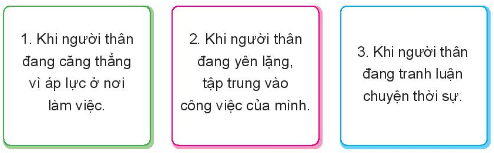 1. Khi người thân
đang căng thẳng
vì áp lực ở nơi
làm việc.
2. Khi người thân
đang yên lặng,
tập trung vào
công việc của mình.
3. Khi người thân
đang tranh luận
chuyện thời sự.